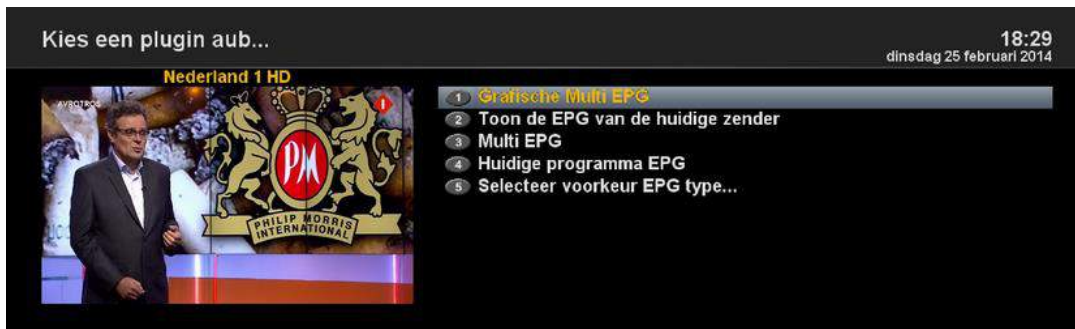 Kies een plugin aub...
18:29
dinsdag 25 februari 2014
Nederland 1 HD
AVROTROS
PM
PHILIP MORRIS
INTERNATIONAL
1 Grafische Multi EPG
2 Toon de EPG van de huidige zender
3 Multi EPG
4 Huidige programma EPG
5 Selecteer voorkeur EPG type...